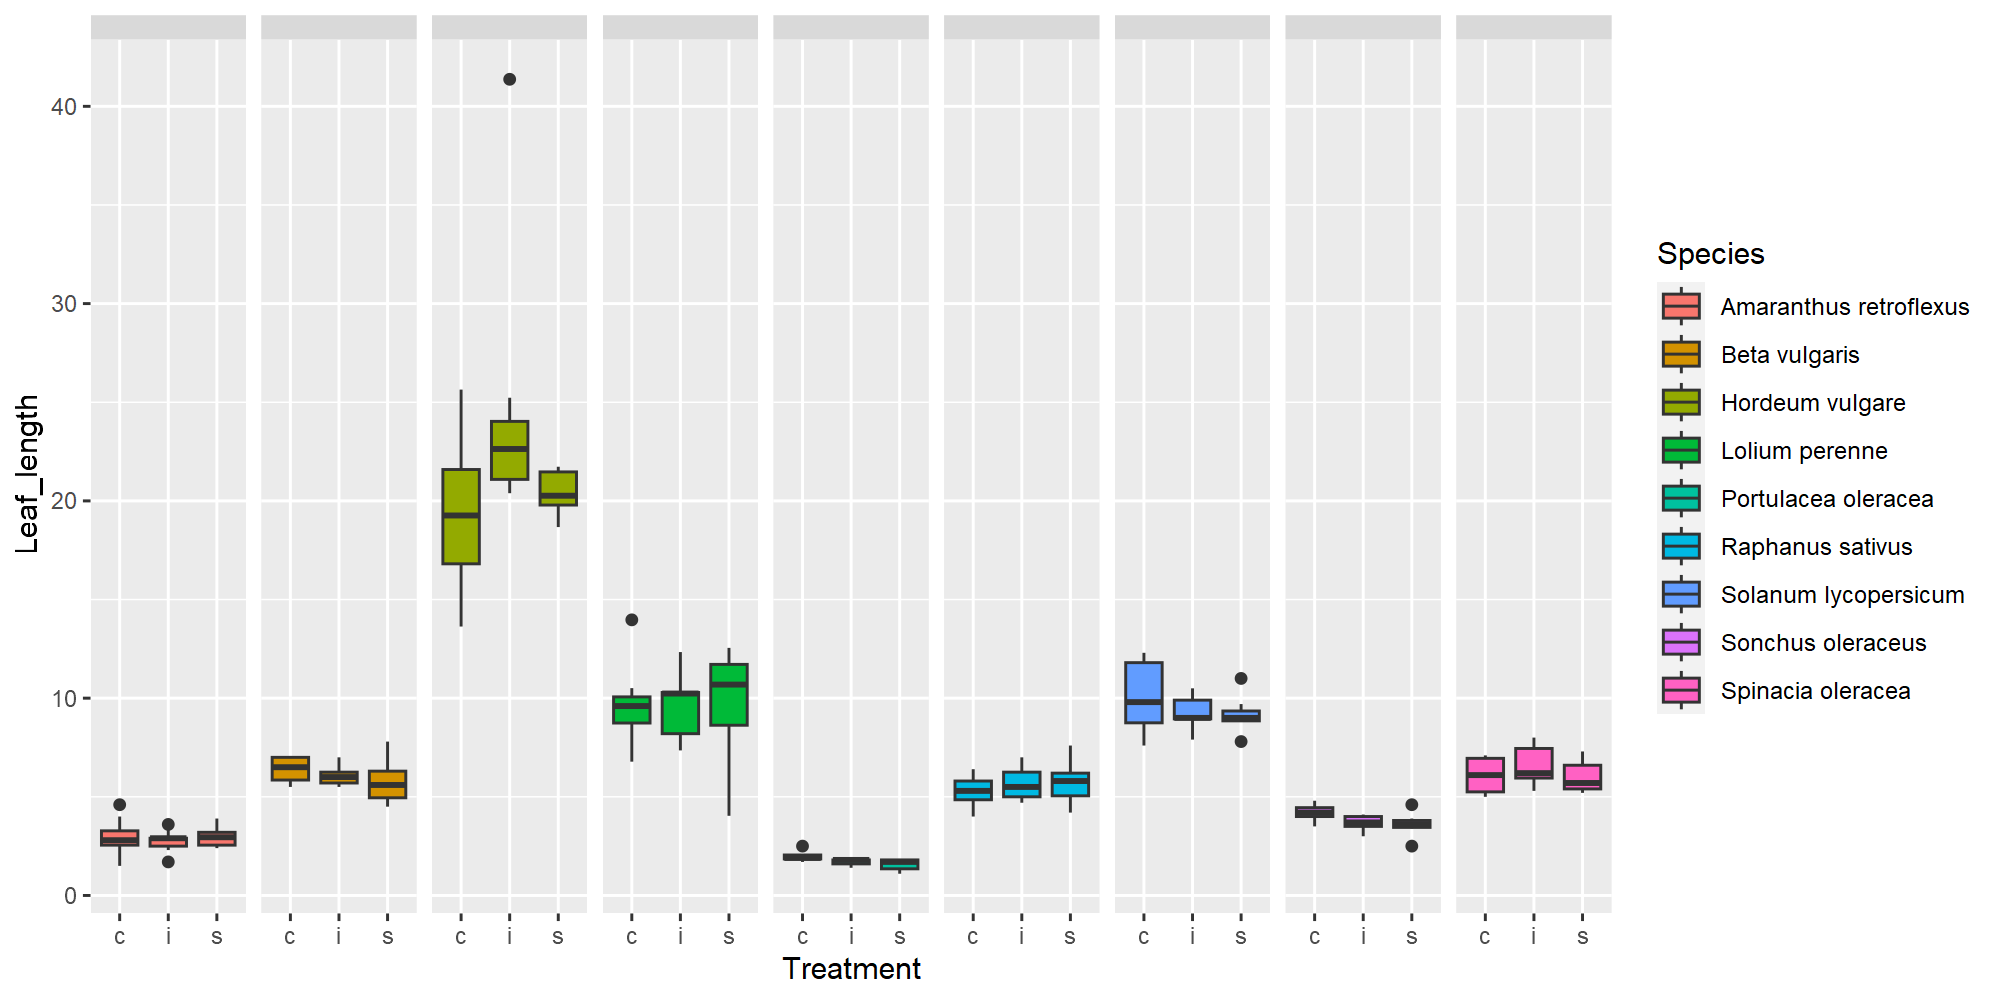 Leaf_length
40
30
20
10
0
c i s c i s c i s c i s c i s c i s c i s c i s c i s
Treatment
Species
Amaranthus retroflexus
Beta vulgaris
Hordeum vulgare
Lolium perenne
Portulacea oleracea
Raphanus sativus
Solanum lycopersicum
Sonchus oleraceus
Spinacia oleracea